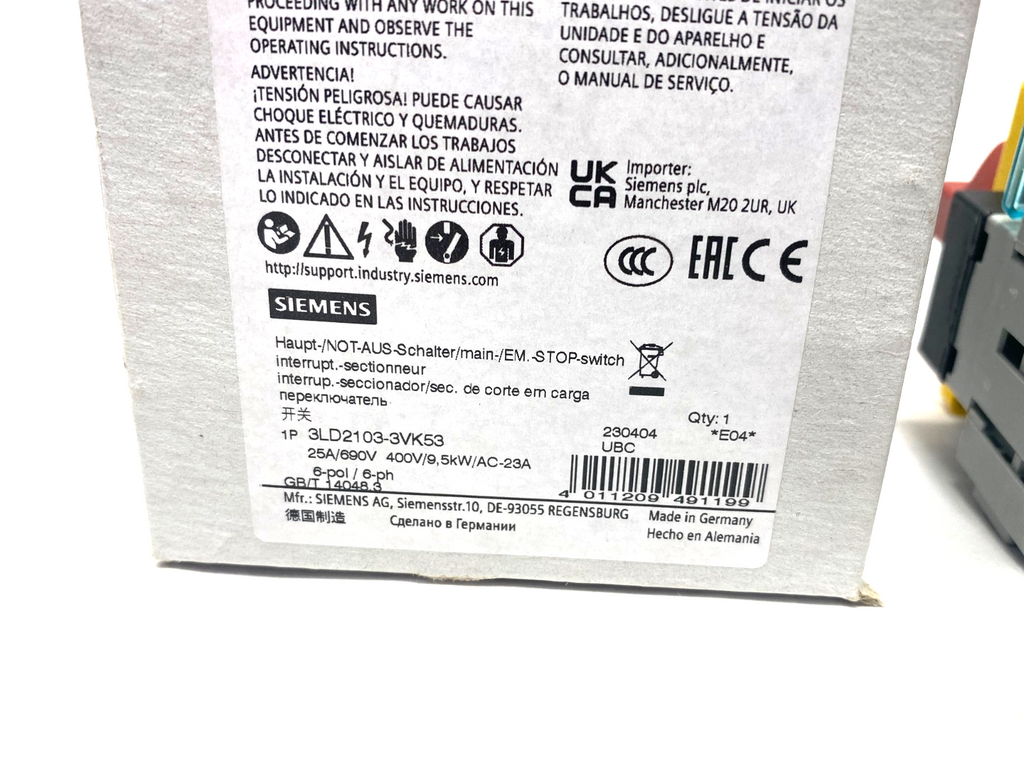 PROCEEDING WITH ANY WORK ON THIS
EQUIPMENT AND OBSERVE THE
OPERATING INSTRUCTIONS.
ADVERTENCIA!
¡TENSIÓN PELIGROSA! PUEDE CAUSAR
CHOQUE ELÉCTRICO Y QUEMADURAS.
ANTES DE COMENZAR LOS TRABAJOS
DESCONECTAR Y AISLAR DE ALIMENTACIÓN
LA INSTALACIÓN Y EL EQUIPO, Y RESPETAR
LO INDICADO EN LAS INSTRUCCIONES.
DE INICIAR OS
TRABALHOS, DESLIGUE A TENSÃO DA
UNIDADE E DO APARELHO E
CONSULTAR, ADICIONALMENTE,
O MANUAL DE SERVIÇO.
UK
CA
Importer:
Siemens plc,
Manchester M20 2UR, UK
CCC EAC CE
http://support.industry.siemens.com
SIEMENS
Haupt-/NOT-AUS-Schalter/main-/EM.-STOP-switch
interrupt.-sectionneur
interrup.-seccionador/sec. de corte em carga
переключатель
开关
1P 3LD2103-3VK53
25A/690V 400V/9,5kW/AC-23A
6-pol / 6-ph
GB/T 14048.3
Qty: 1
230404 *E04*
UBC
4 011209 491199
Mfr.: SIEMENS AG, Siemensstr.10, DE-93055 REGENSBURG
Made in Germany
德国制造
Сделано в Германии
Hecho en Alemania